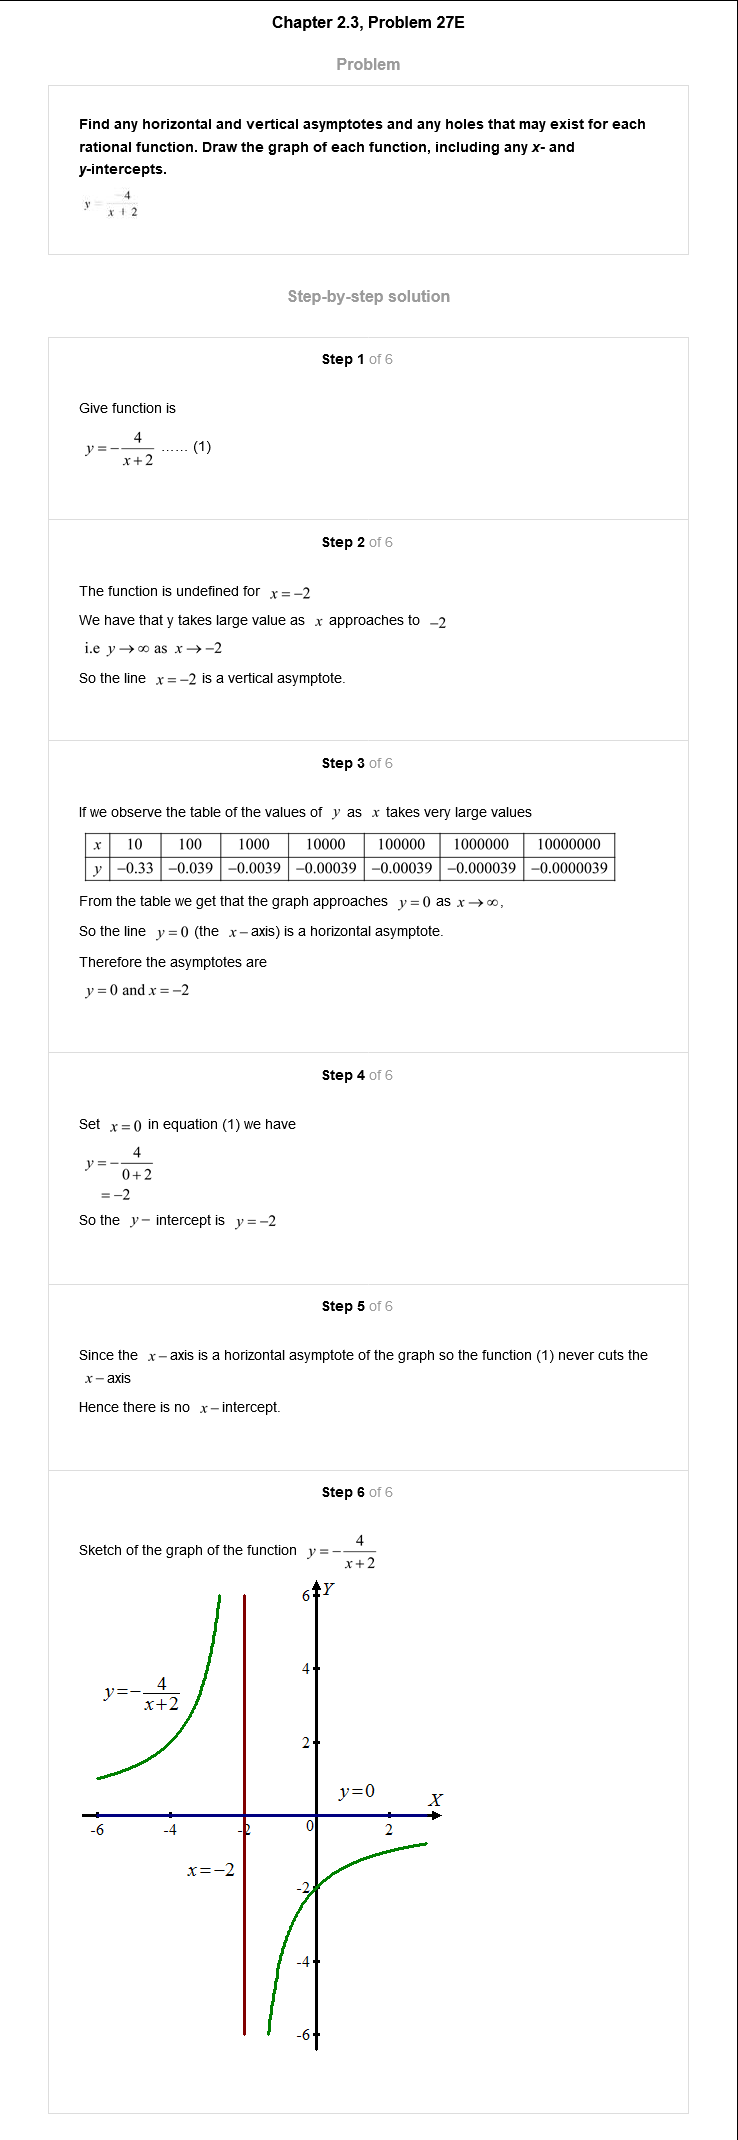 Chapter 2.3, Problem 27E
Problem
Find any horizontal and vertical asymptotes and any holes that may exist for each
rational function. Draw the graph of each function, including any x- and
y-intercepts.
y = -4/(x + 2)
Step-by-step solution
Step 1 of 6
Give function is
y = -4/(x+2) ...... (1)
Step 2 of 6
The function is undefined for x = −2
We have that y takes large value as x approaches to −2
i.e y → ∞ as x → −2
So the line x = −2 is a vertical asymptote.
Step 3 of 6
If we observe the table of the values of y as x takes very large values
x 10 100 1000 10000 100000 1000000 10000000
y −0.33 −0.039 −0.0039 −0.00039 −0.00039 −0.000039 −0.0000039
From the table we get that the graph approaches y = 0 as x → ∞,
So the line y = 0 (the x − axis) is a horizontal asymptote.
Therefore the asymptotes are
y = 0 and x = −2
Step 4 of 6
Set x = 0 in equation (1) we have
y = −4/(0+2)
= −2
So the y − intercept is y = −2
Step 5 of 6
Since the x − axis is a horizontal asymptote of the graph so the function (1) never cuts the
x − axis
Hence there is no x − intercept.
Step 6 of 6
Sketch of the graph of the function y = −4/(x+2)
6 Y
4
y=−4/(x+2)
2
y=0
X
-6 -4 -2 0 2
x=−2
-2
-4
-6